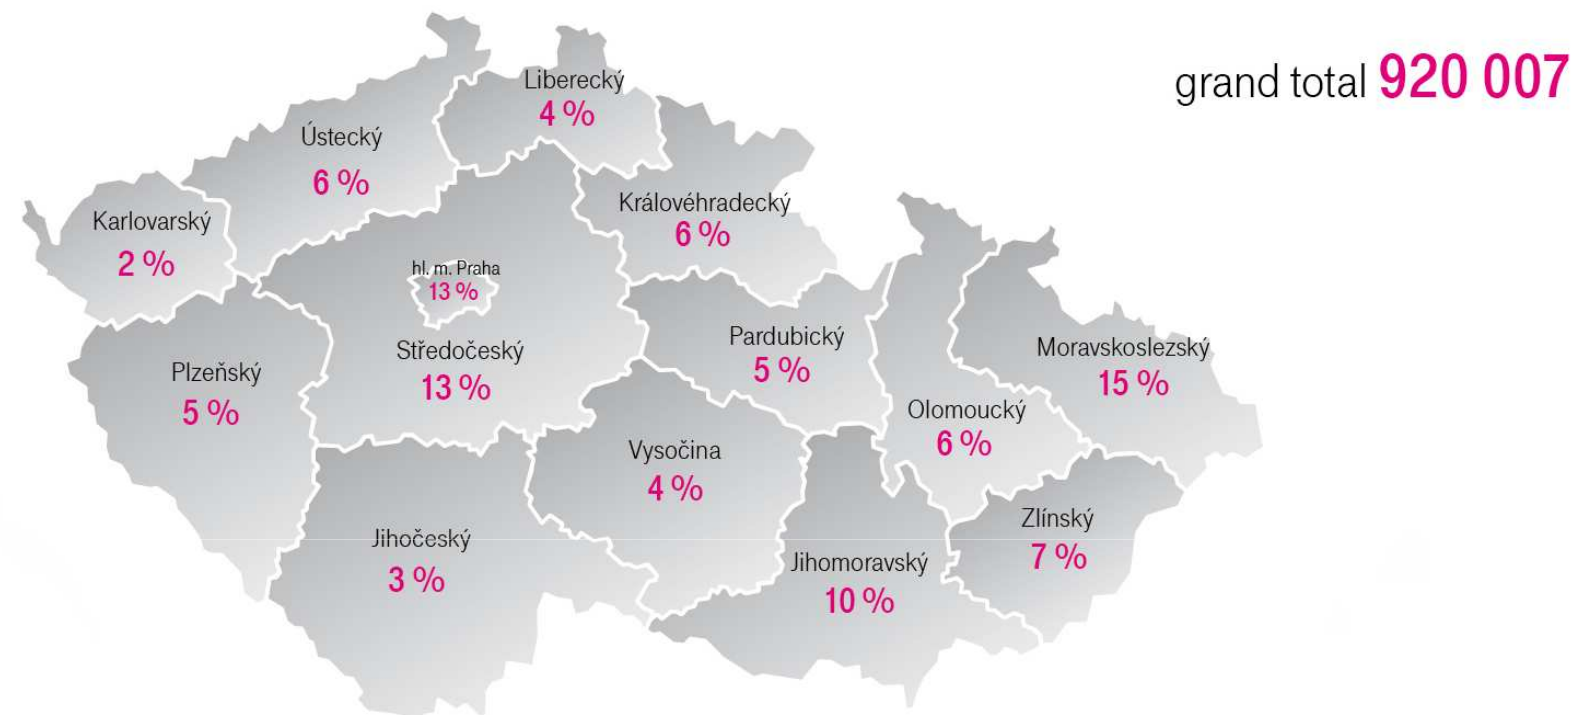 grand total 920 007
Liberecký
4 %
Ústecký
6 %
Královéhradecký
6 %
Karlovarský
2 %
hl. m. Praha
13 %
Středočeský
13 %
Pardubický
5 %
Moravskoslezský
15 %
Plzeňský
5 %
Olomoucký
6 %
Vysočina
4 %
Zlínský
7 %
Jihočeský
3 %
Jihomoravský
10 %